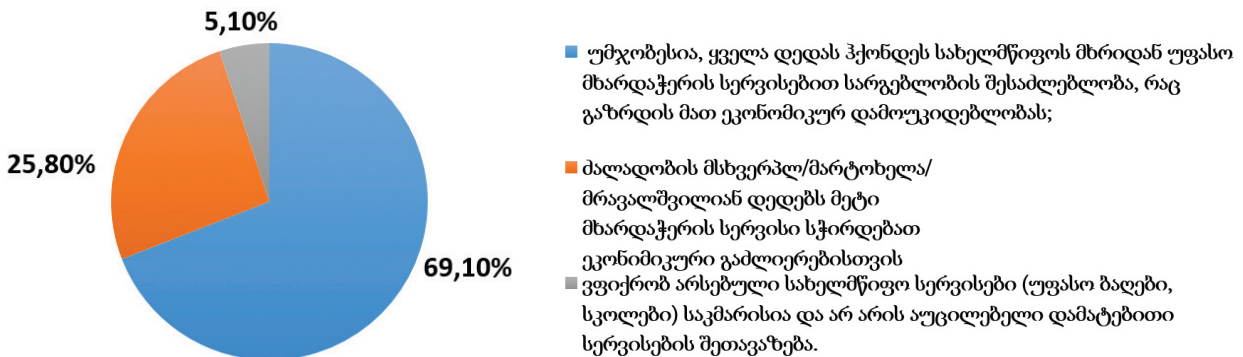 5,10%
25,80%
69,10%
უმჯობესია, ყველა დედას ჰქონდეს სახელმწიფოს მხრიდან უფასო
მხარდაჭერის სერვისებით სარგებლობის შესაძლებლობა, რაც
გაზრდის მათ ეკონომიკურ დამოუკიდებლობას;
ძალადობის მსხვერპლ/მარტოხელა/
მრავალშვილიან დედებს მეტი
მხარდაჭერის სერვისი სჭირდებათ
ეკონიმიკური გაძლიერებისთვის
ვფიქრობ არსებული სახელმწიფო სერვისები (უფასო ბაღები,
სკოლები) საკმარისია და არ არის აუცილებელი დამატებითი
სერვისების შეთავაზება.